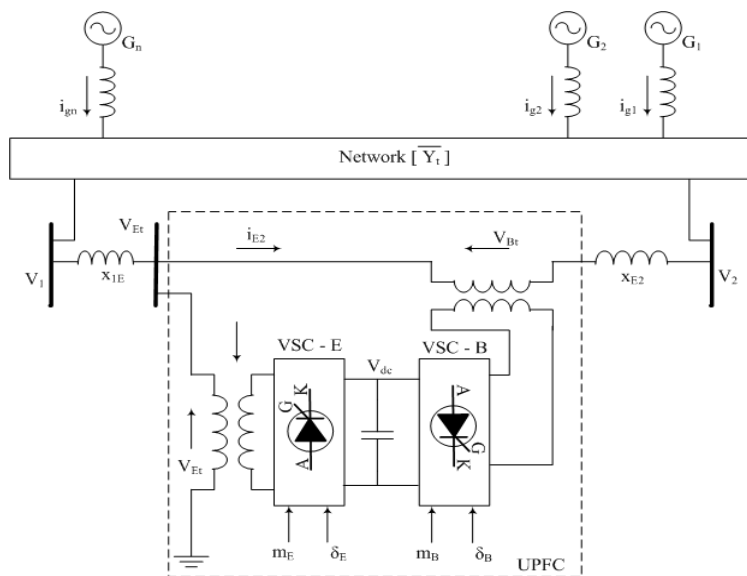 Gn
G2
G1
ign
ig2
ig1
Network [ Yt ]
VEt
iE2
VBt
V1
x1E
xE2
V2
VSC - E
VSC - B
Vdc
K
G
A
A
G
K
VEt
mE
δE
mB
δB
UPFC